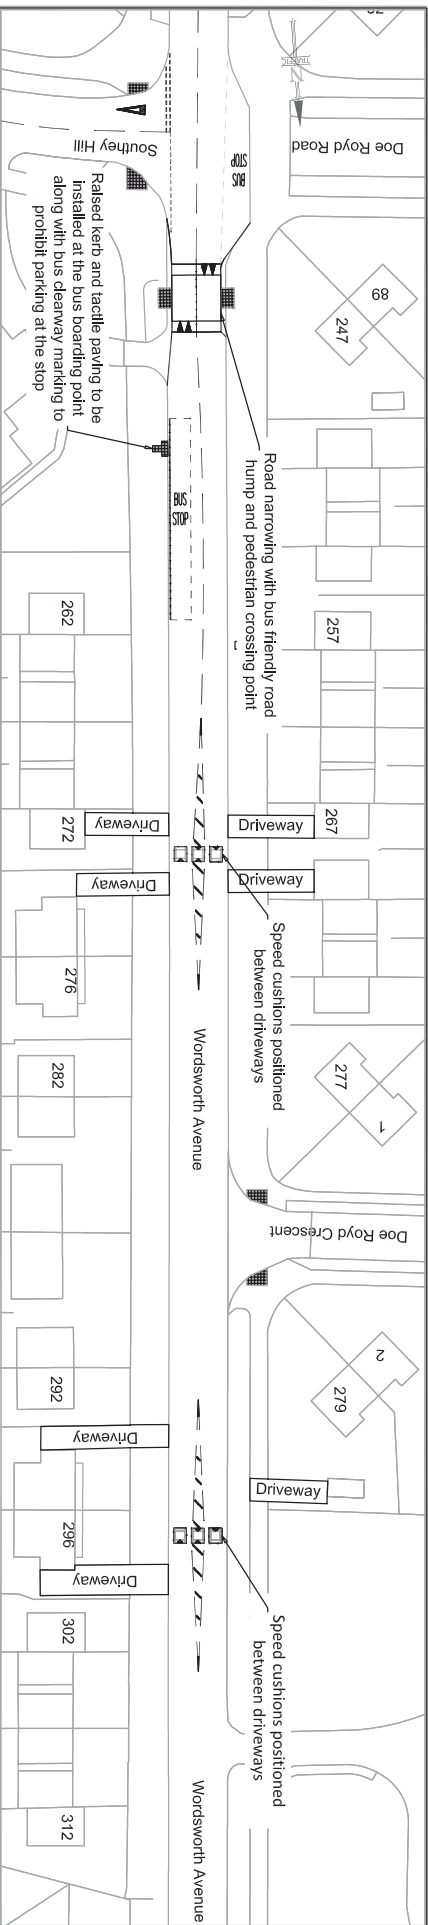 Doe Royd Road
TRAFFIC
N
Southey Hill
BUS
STOP
89
247
Raised kerb and tactile paving to be
installed at the bus boarding point
along with bus clearway marking to
prohibit parking at the stop
Road narrowing with bus friendly road
hump and pedestrian crossing point
BUS
STOP
257
262
267
272
Driveway
Driveway
Driveway
Driveway
Speed cushions positioned
between driveways
276
277
1
282
Wordsworth Avenue
Doe Royd Crescent
2
279
292
Driveway
Driveway
296
Driveway
Speed cushions positioned
between driveways
302
312
Wordsworth Avenue